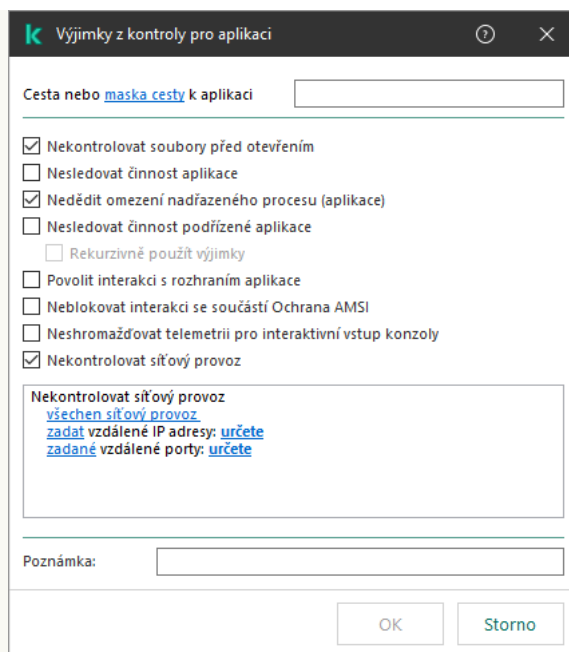 Výjimky z kontroly pro aplikaci
Cesta nebo maska cesty k aplikaci
Nekontrolovat soubory před otevřením
Nesledovat činnost aplikace
Nedědit omezení nadřazeného procesu (aplikace)
Nesledovat činnost podřízené aplikace
Rekurzivně použít výjimky
Povolit interakci s rozhraním aplikace
Neblokovat interakci se součástí Ochrana AMSI
Neshromažďovat telemetrii pro interaktivní vstup konzoly
Nekontrolovat síťový provoz
Nekontrolovat síťový provoz
všechen síťový provoz
zadat vzdálené IP adresy: určete
zadané vzdálené porty: určete
Poznámka:
OK Storno